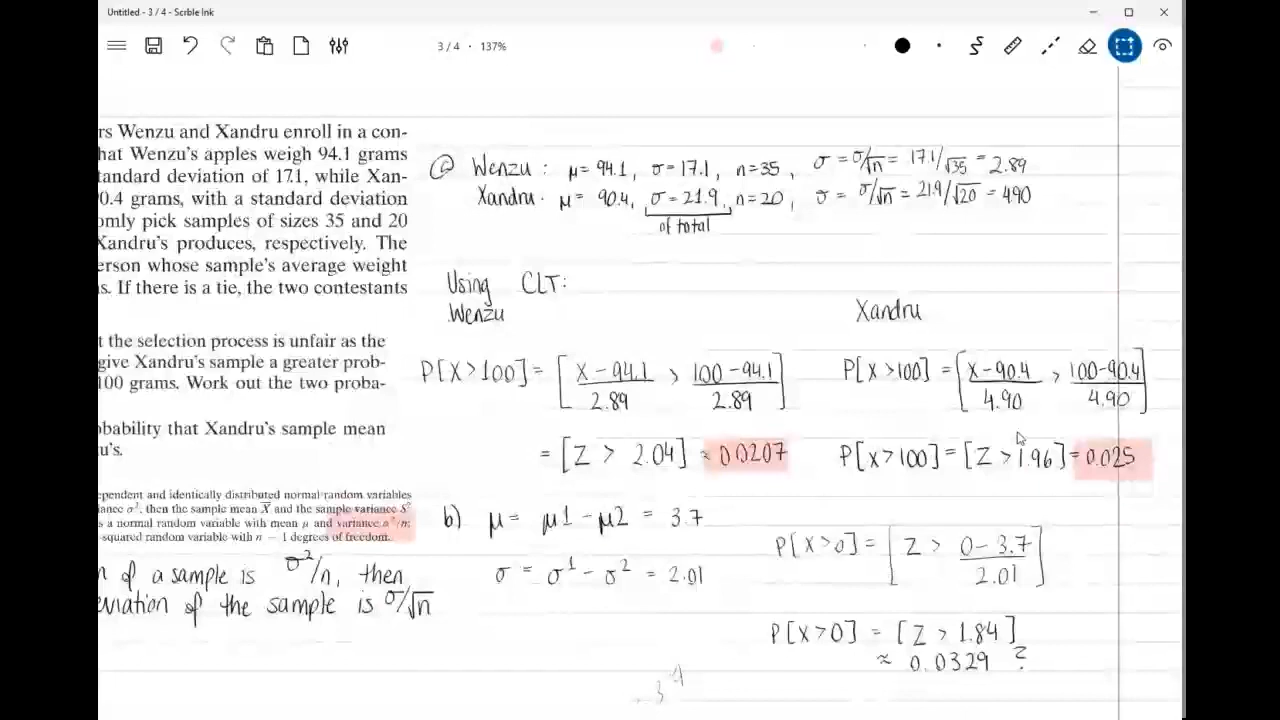 Untitled - 3 / 4 - Scrble Ink
3 / 4 · 137%
rs Wenzu and Xandru enroll in a con-
hat Wenzu's apples weigh 94.1 grams
tandard deviation of 17.1, while Xan-
0.4 grams, with a standard deviation
omly pick samples of sizes 35 and 20
Xandru's produces, respectively. The
erson whose sample's average weight
s. If there is a tie, the two contestants
t the selection process is unfair as the
give Xandru's sample a greater prob-
100 grams. Work out the two proba-
obability that Xandru's sample mean
u's.
ependent and identically distributed normal random variables
iance σ², then the sample mean X̅ and the sample variance S²
s a normal random variable with mean μ and variance σ²/n;
-squared random variable with n − 1 degrees of freedom.
n of a sample is σ²/n, then
eviation of the sample is σ/√n
@ Wenzu : μ = 94.1, σ = 17.1, n = 35, σ = σ/√n = 17.1/√35 = 2.89
Xandru. μ = 90.4, σ = 21.9, n = 20, σ = σ/√n = 21.9/√20 = 4.90
of total
Using CLT:
Wenzu
P[X > 100] = [X − 94.1 / 2.89 > 100 − 94.1 / 2.89]
= [Z > 2.04] ≈ 0.0207
Xandru
P[X > 100] = [X − 90.4 / 4.90 > 100 − 90.4 / 4.90]
P[X > 100] = [Z > 1.96] = 0.025
b) μ = μ1 − μ2 = 3.7
σ = σ¹ − σ² = 2.01
P[X > 0] = [Z > 0 − 3.7 / 2.01]
P[X > 0] = [Z > 1.84]
≈ 0.0329 ?